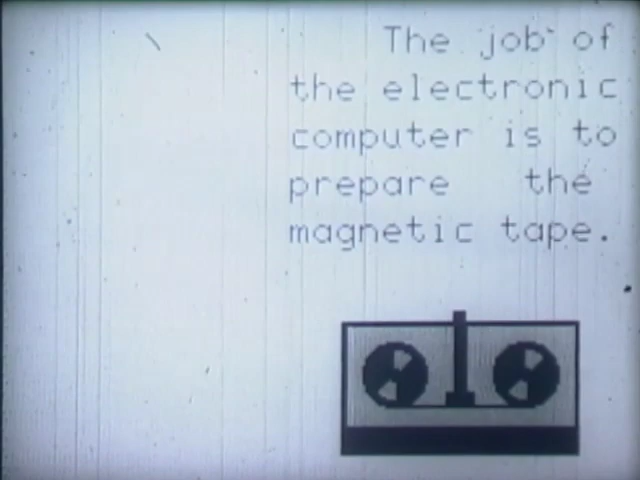 The job of
the electronic
computer is to
prepare the
magnetic tape.